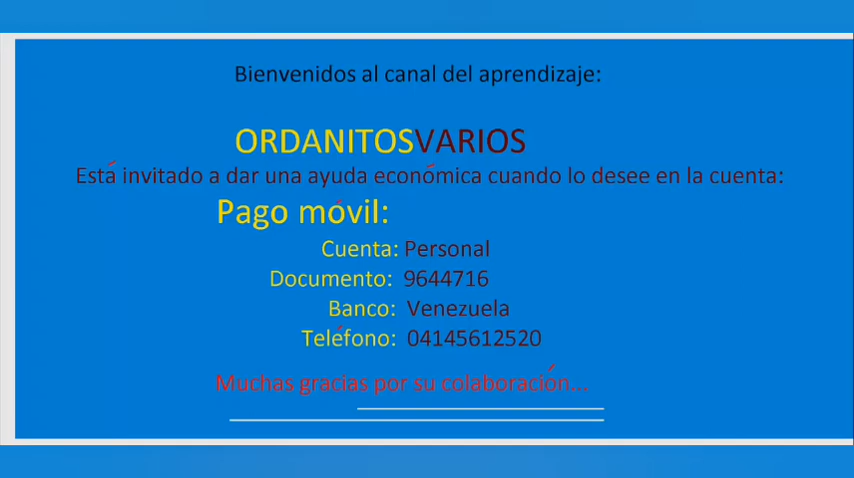 Bienvenidos al canal del aprendizaje:
ORDANITOSVARIOS
Está invitado a dar una ayuda económica cuando lo desee en la cuenta:
Pago móvil:
Cuenta: Personal
Documento: 9644716
Banco: Venezuela
Teléfono: 04145612520
Muchas gracias por su colaboración...